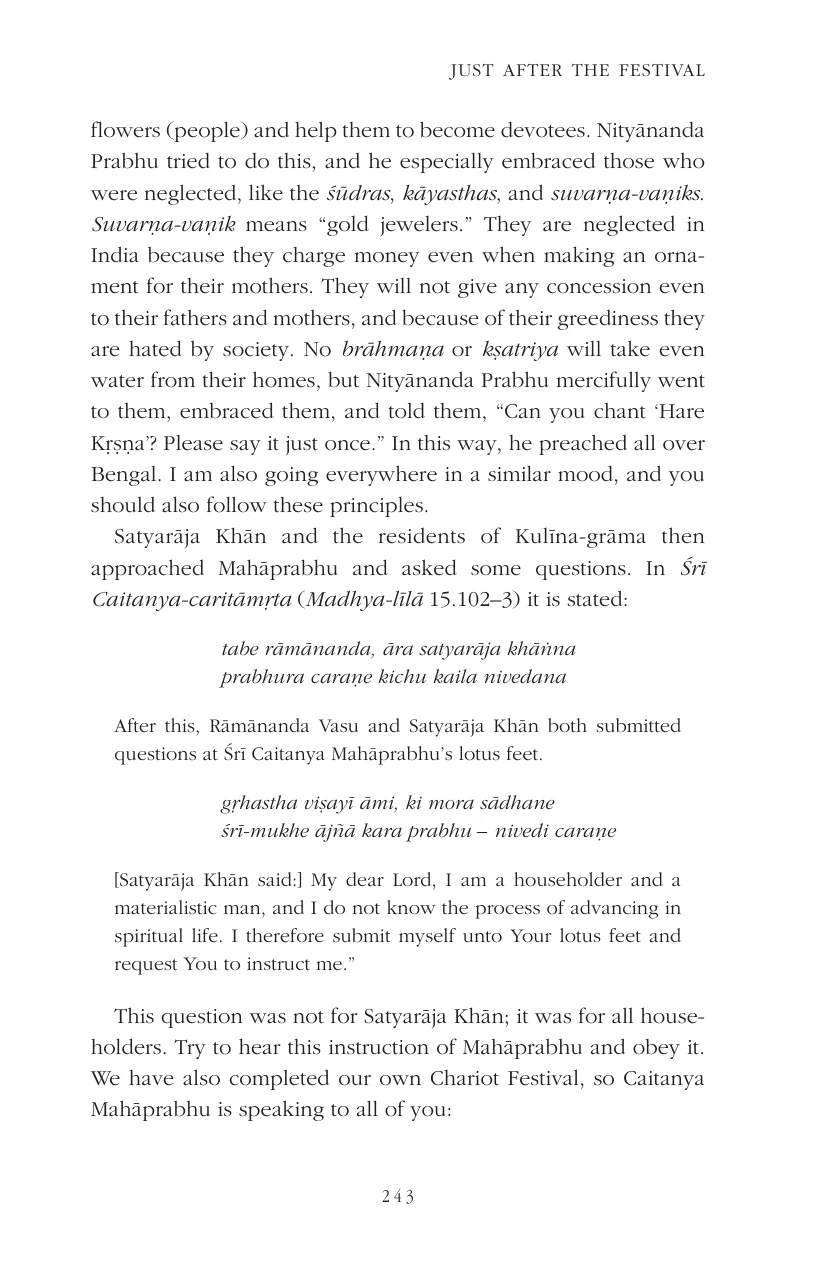 JUST AFTER THE FESTIVAL
flowers (people) and help them to become devotees. Nityānanda
Prabhu tried to do this, and he especially embraced those who
were neglected, like the śūdras, kāyasthas, and suvarṇa-vaṇiks.
Suvarṇa-vaṇik means “gold jewelers.” They are neglected in
India because they charge money even when making an orna-
ment for their mothers. They will not give any concession even
to their fathers and mothers, and because of their greediness they
are hated by society. No brāhmaṇa or kṣatriya will take even
water from their homes, but Nityānanda Prabhu mercifully went
to them, embraced them, and told them, “Can you chant ‘Hare
Kṛṣṇa’? Please say it just once.” In this way, he preached all over
Bengal. I am also going everywhere in a similar mood, and you
should also follow these principles.
Satyarāja Khān and the residents of Kulīna-grāma then
approached Mahāprabhu and asked some questions. In Śrī
Caitanya-caritāmṛta (Madhya-līlā 15.102–3) it is stated:
tabe rāmānanda, āra satyarāja khāṅna
prabhura caraṇe kichu kaila nivedana
After this, Rāmānanda Vasu and Satyarāja Khān both submitted
questions at Śrī Caitanya Mahāprabhu’s lotus feet.
gṛhastha viṣayī āmi, ki mora sādhane
śrī-mukhe ājñā kara prabhu – nivedi caraṇe
[Satyarāja Khān said:] My dear Lord, I am a householder and a
materialistic man, and I do not know the process of advancing in
spiritual life. I therefore submit myself unto Your lotus feet and
request You to instruct me.”
This question was not for Satyarāja Khān; it was for all house-
holders. Try to hear this instruction of Mahāprabhu and obey it.
We have also completed our own Chariot Festival, so Caitanya
Mahāprabhu is speaking to all of you:
243